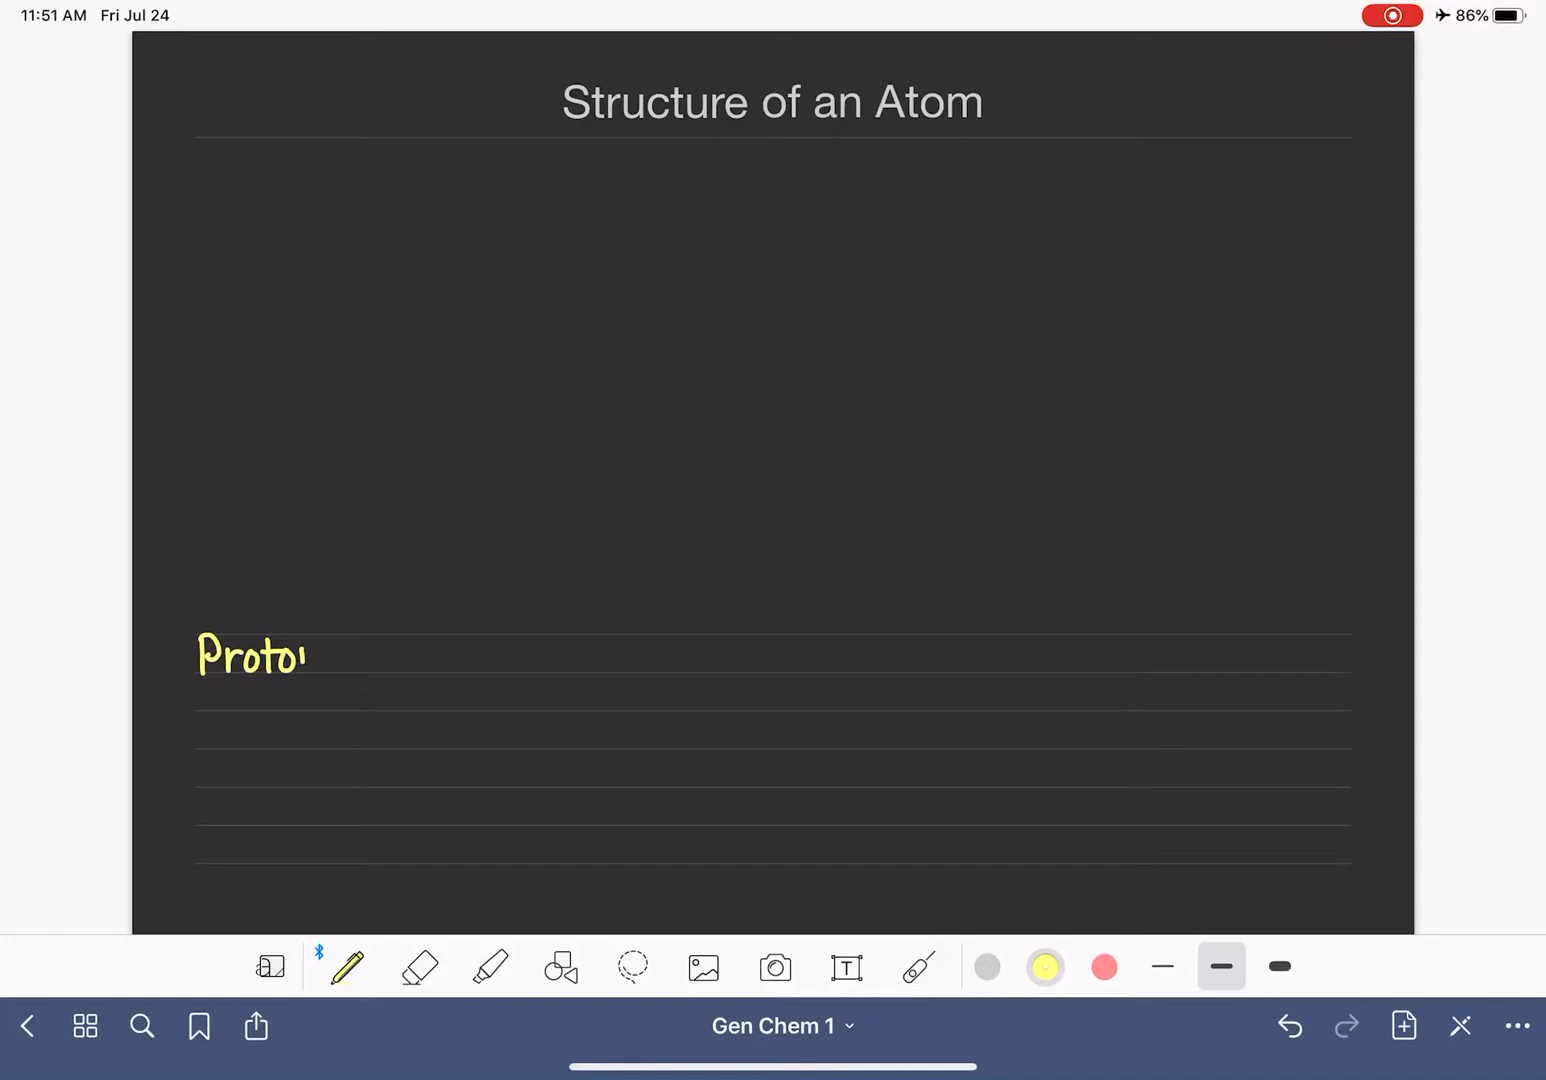 11:51 AM Fri Jul 24
86%
Structure of an Atom
Proto
T
Gen Chem 1